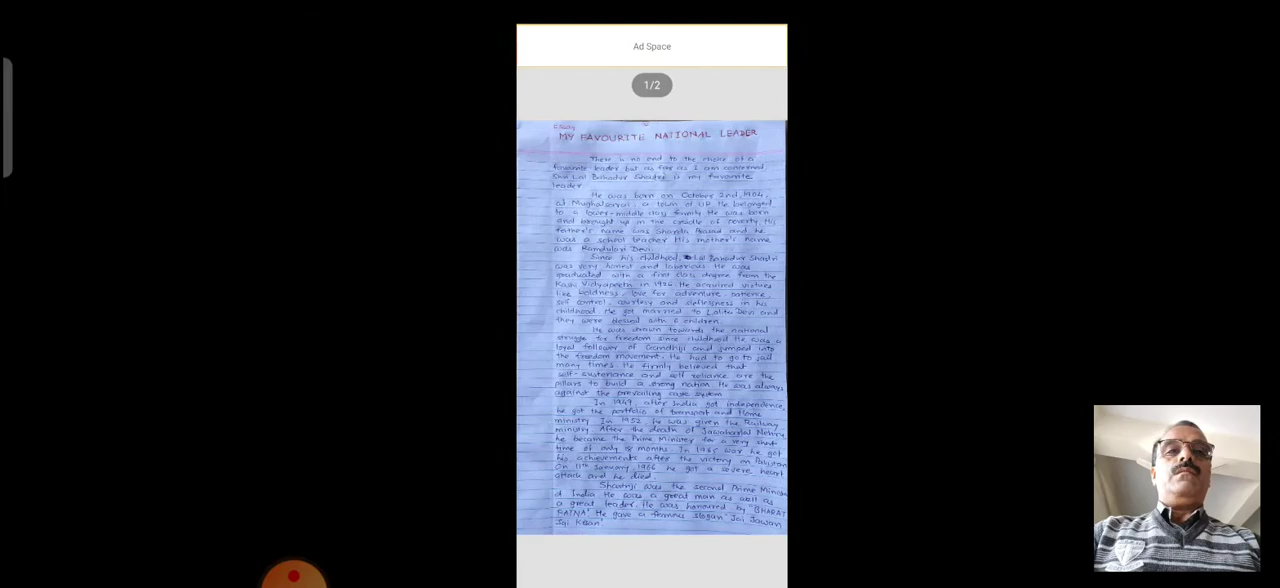 Ad Space
1/2
Essay
MY FAVOURITE NATIONAL LEADER
There is no end to the choice of a
favourite leader but as far as I am concerned,
Shri Lal Bahadur Shastri is my favourite
leader
He was born on October 2nd, 1904,
at Mughalsarai, a town of UP. He belonged
to a lower-middle class family. He was born
and brought up in the cradle of poverty. His
father's name was Sharda Prasad and he
was a school teacher. His mother's name
was Ramdulari Devi
Since his childhood, Lal Bahadur Shastri
was very honest and laborious. He was
graduated with a first class degree from the
Kashi Vidyapeeth in 1926. He acquired virtues
like boldness, love for adventure, patience,
self control, courtesy and selflessness in his
childhood. He got married to Lalita Devi and
they were blessed with 6 children.
He was drawn towards the national
struggle for freedom since childhood. He was a
loyal follower of Gandhiji and jumped into
the freedom movement. He had to go to jail
many times. He firmly believed that
self-sustenance and self reliance are the
pillars to build a strong nation. He was always
against the prevailing caste system
In 1947, after India got independence,
he got the portfolio of transport and Home
ministry. In 1952, he was given the Railway
ministry. After the death of Jawaharlal Nehru,
he became the Prime Minister for a very short
time of only 18 months. In 1965 war he got
his achievements after the victory on Pakistan
On 11th January, 1966, he got a severe heart
attack and he died.
Shastriji was the second Prime Minis
of India. He was a great man as well as
a great leader. He was honoured by "BHARAT
RATNA". He gave a famous slogan "Jai Jawan
Jai Kisan"